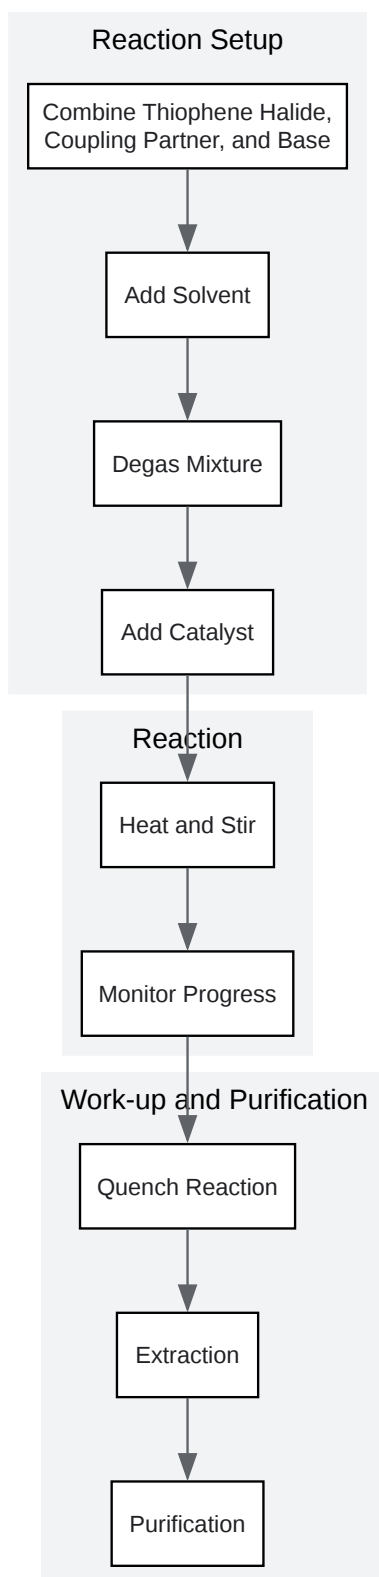 Reaction Setup
Combine Thiophene Halide,
Coupling Partner, and Base
Add Solvent
Degas Mixture
Add Catalyst
Reaction
Heat and Stir
Monitor Progress
Work-up and Purification
Quench Reaction
Extraction
Purification